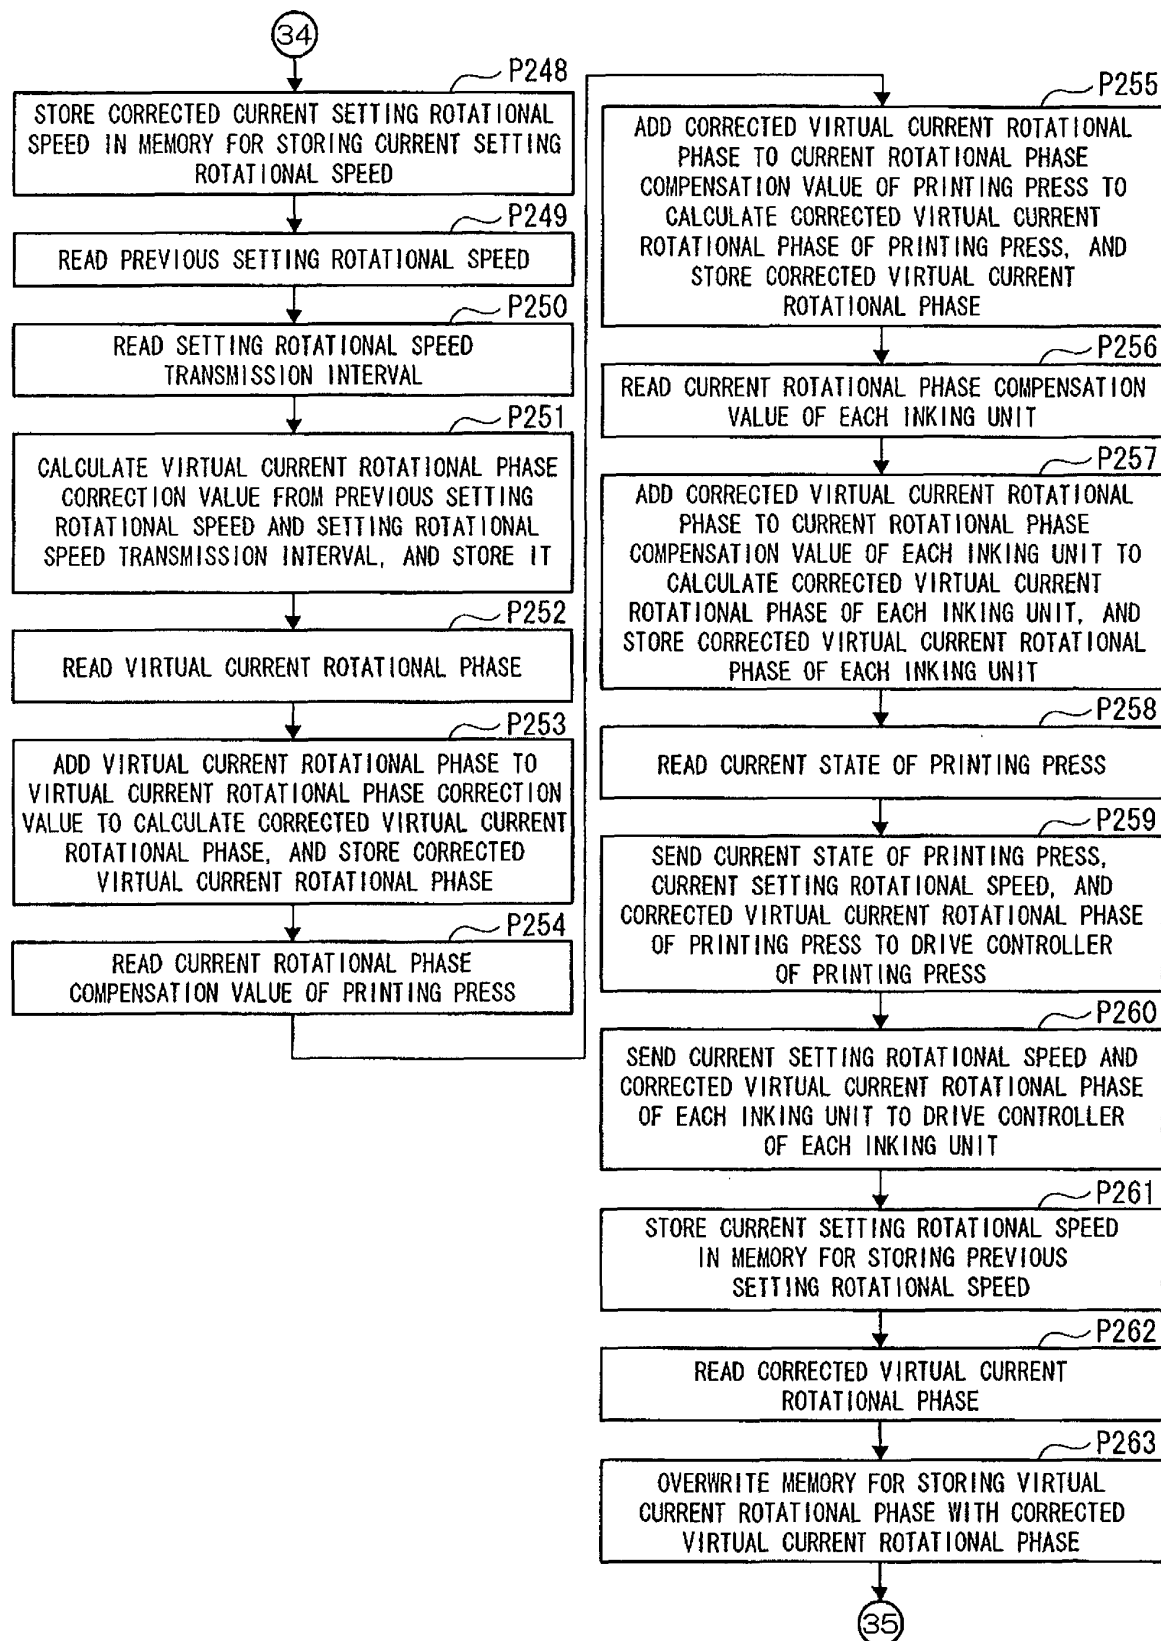 34
P248
STORE CORRECTED CURRENT SETTING ROTATIONAL
SPEED IN MEMORY FOR STORING CURRENT SETTING
ROTATIONAL SPEED
P249
READ PREVIOUS SETTING ROTATIONAL SPEED
P250
READ SETTING ROTATIONAL SPEED
TRANSMISSION INTERVAL
P251
CALCULATE VIRTUAL CURRENT ROTATIONAL PHASE
CORRECTION VALUE FROM PREVIOUS SETTING
ROTATIONAL SPEED AND SETTING ROTATIONAL
SPEED TRANSMISSION INTERVAL, AND STORE IT
P252
READ VIRTUAL CURRENT ROTATIONAL PHASE
P253
ADD VIRTUAL CURRENT ROTATIONAL PHASE TO
VIRTUAL CURRENT ROTATIONAL PHASE CORRECTION
VALUE TO CALCULATE CORRECTED VIRTUAL CURRENT
ROTATIONAL PHASE, AND STORE CORRECTED
VIRTUAL CURRENT ROTATIONAL PHASE
P254
READ CURRENT ROTATIONAL PHASE
COMPENSATION VALUE OF PRINTING PRESS
P255
ADD CORRECTED VIRTUAL CURRENT ROTATIONAL
PHASE TO CURRENT ROTATIONAL PHASE
COMPENSATION VALUE OF PRINTING PRESS TO
CALCULATE CORRECTED VIRTUAL CURRENT
ROTATIONAL PHASE OF PRINTING PRESS, AND
STORE CORRECTED VIRTUAL CURRENT
ROTATIONAL PHASE
P256
READ CURRENT ROTATIONAL PHASE COMPENSATION
VALUE OF EACH INKING UNIT
P257
ADD CORRECTED VIRTUAL CURRENT ROTATIONAL
PHASE TO CURRENT ROTATIONAL PHASE
COMPENSATION VALUE OF EACH INKING UNIT TO
CALCULATE CORRECTED VIRTUAL CURRENT
ROTATIONAL PHASE OF EACH INKING UNIT, AND
STORE CORRECTED VIRTUAL CURRENT ROTATIONAL
PHASE OF EACH INKING UNIT
P258
READ CURRENT STATE OF PRINTING PRESS
P259
SEND CURRENT STATE OF PRINTING PRESS,
CURRENT SETTING ROTATIONAL SPEED, AND
CORRECTED VIRTUAL CURRENT ROTATIONAL PHASE
OF PRINTING PRESS TO DRIVE CONTROLLER
OF PRINTING PRESS
P260
SEND CURRENT SETTING ROTATIONAL SPEED AND
CORRECTED VIRTUAL CURRENT ROTATIONAL PHASE
OF EACH INKING UNIT TO DRIVE CONTROLLER
OF EACH INKING UNIT
P261
STORE CURRENT SETTING ROTATIONAL SPEED
IN MEMORY FOR STORING PREVIOUS
SETTING ROTATIONAL SPEED
P262
READ CORRECTED VIRTUAL CURRENT
ROTATIONAL PHASE
P263
OVERWRITE MEMORY FOR STORING VIRTUAL
CURRENT ROTATIONAL PHASE WITH CORRECTED
VIRTUAL CURRENT ROTATIONAL PHASE
35